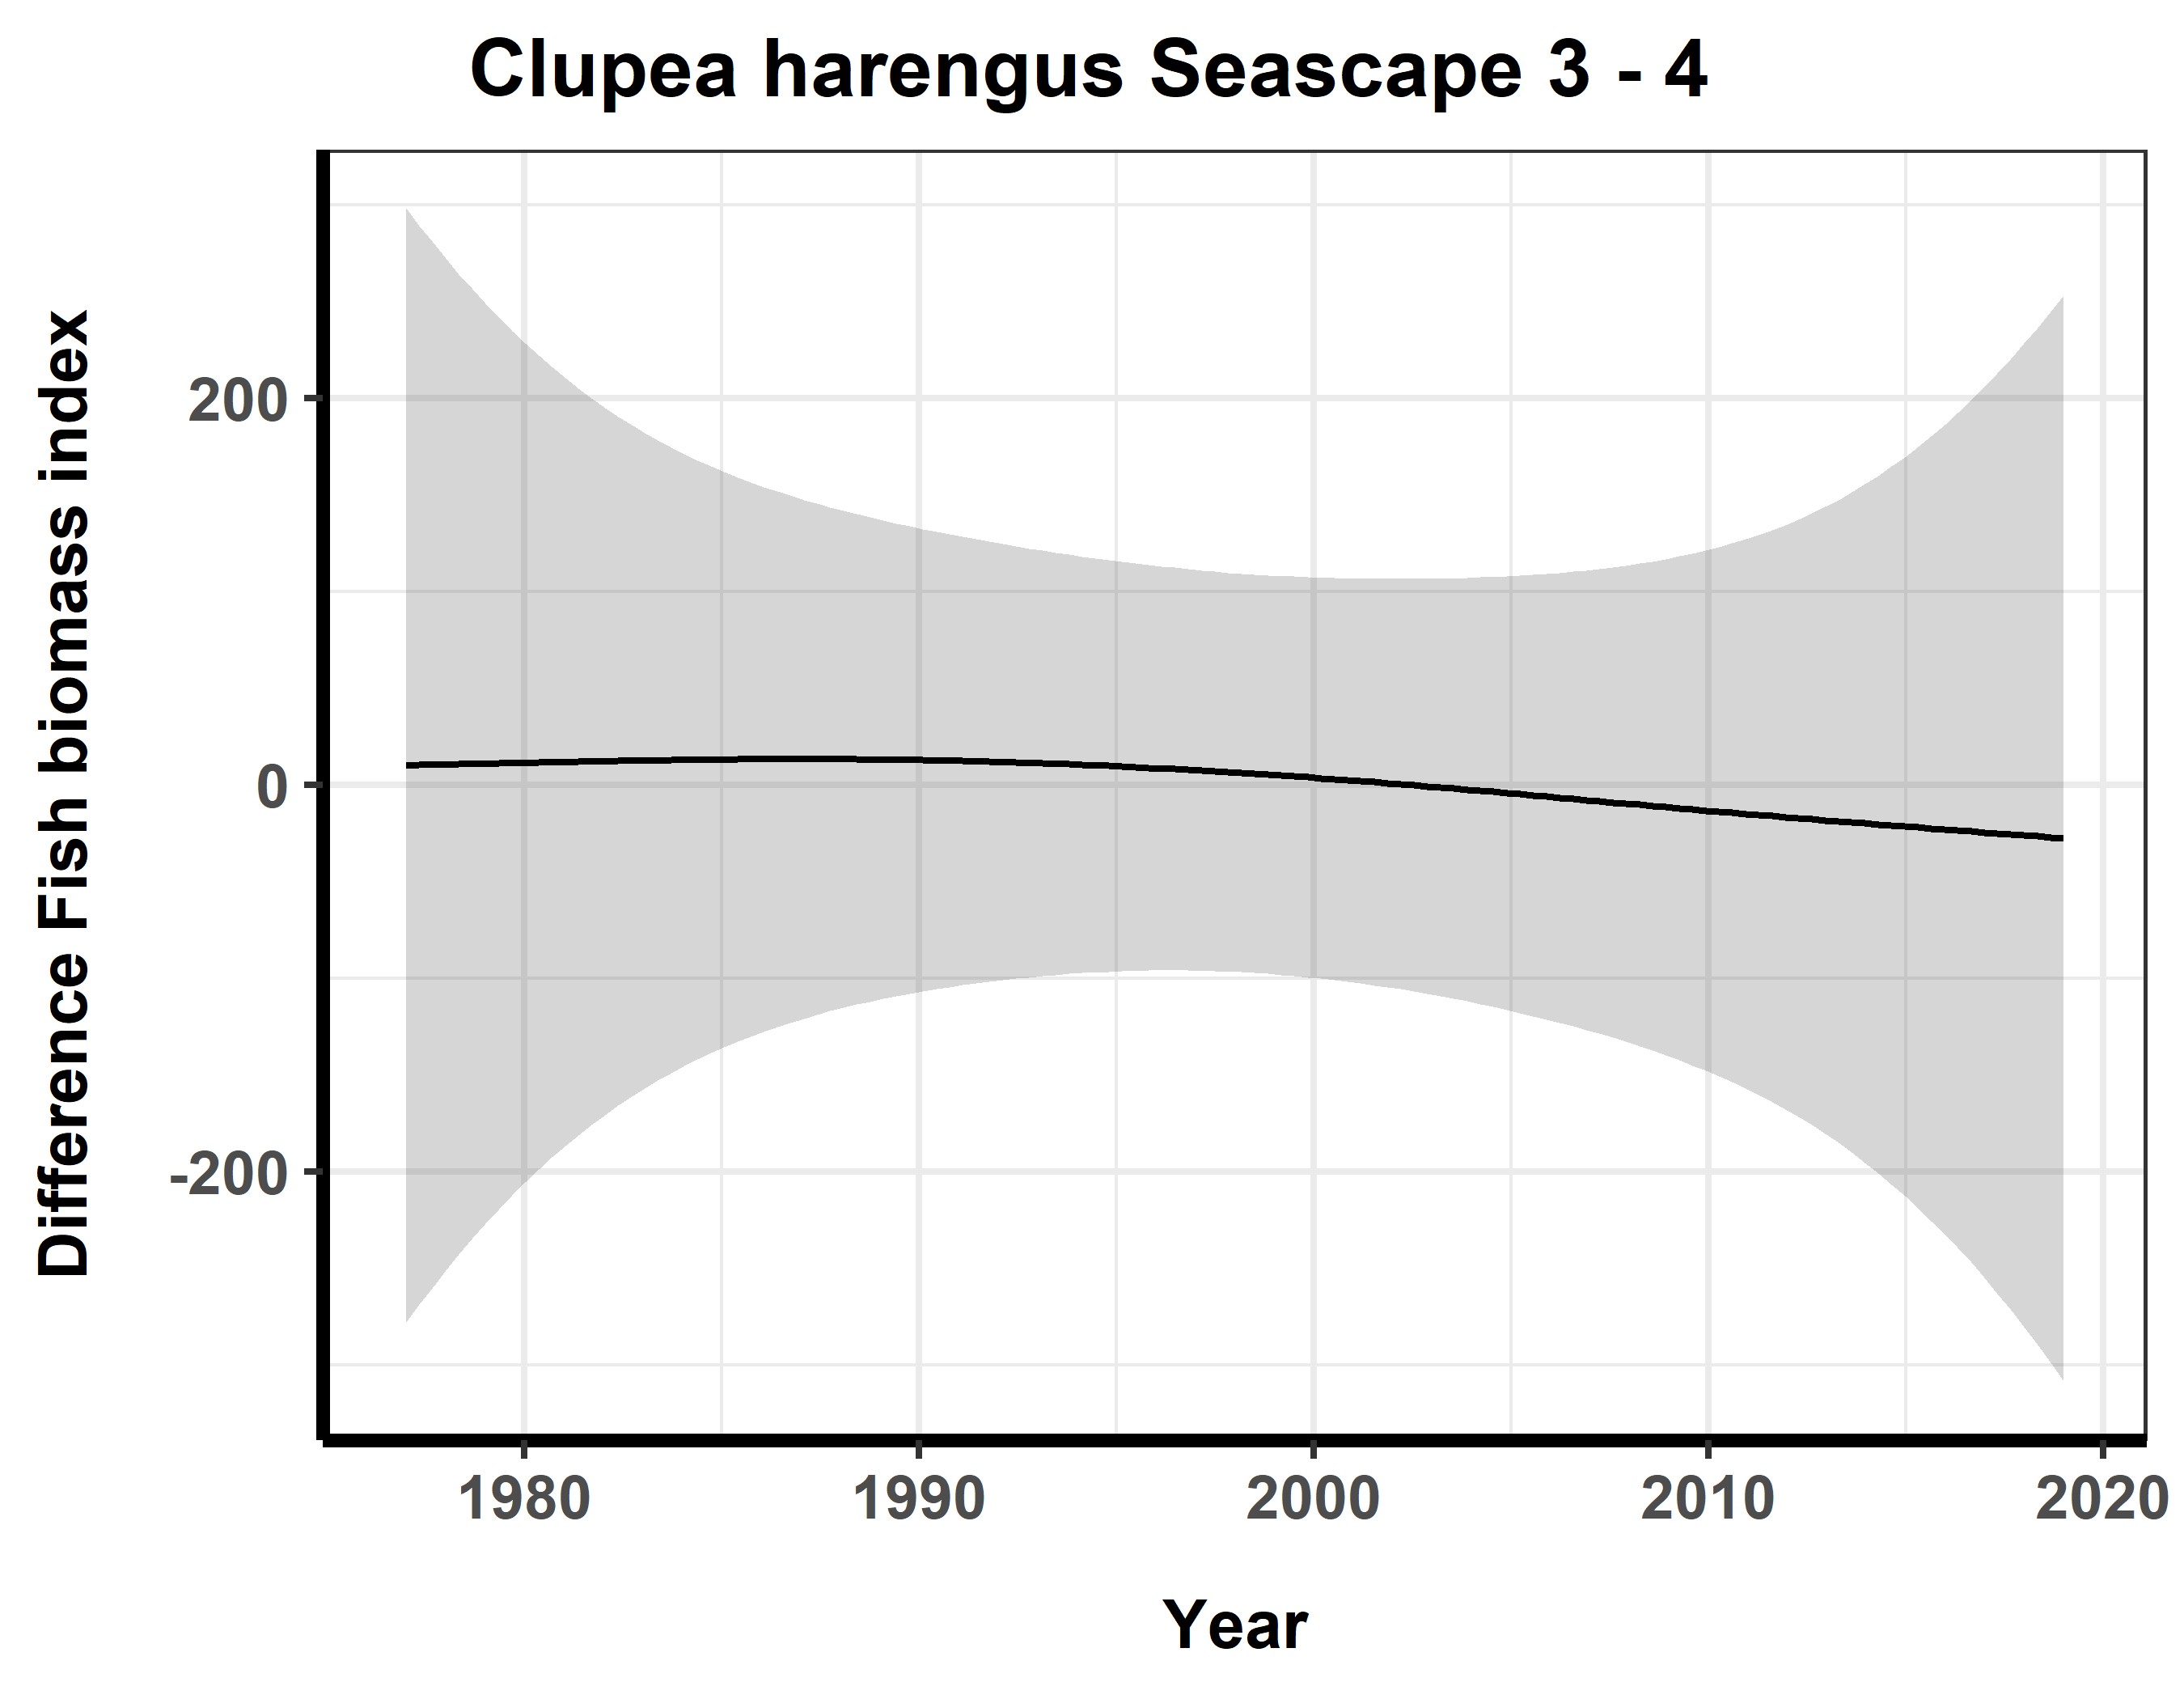 Clupea harengus Seascape 3 - 4
Difference Fish biomass index
200
0
-200
1980 1990 2000 2010 2020
Year